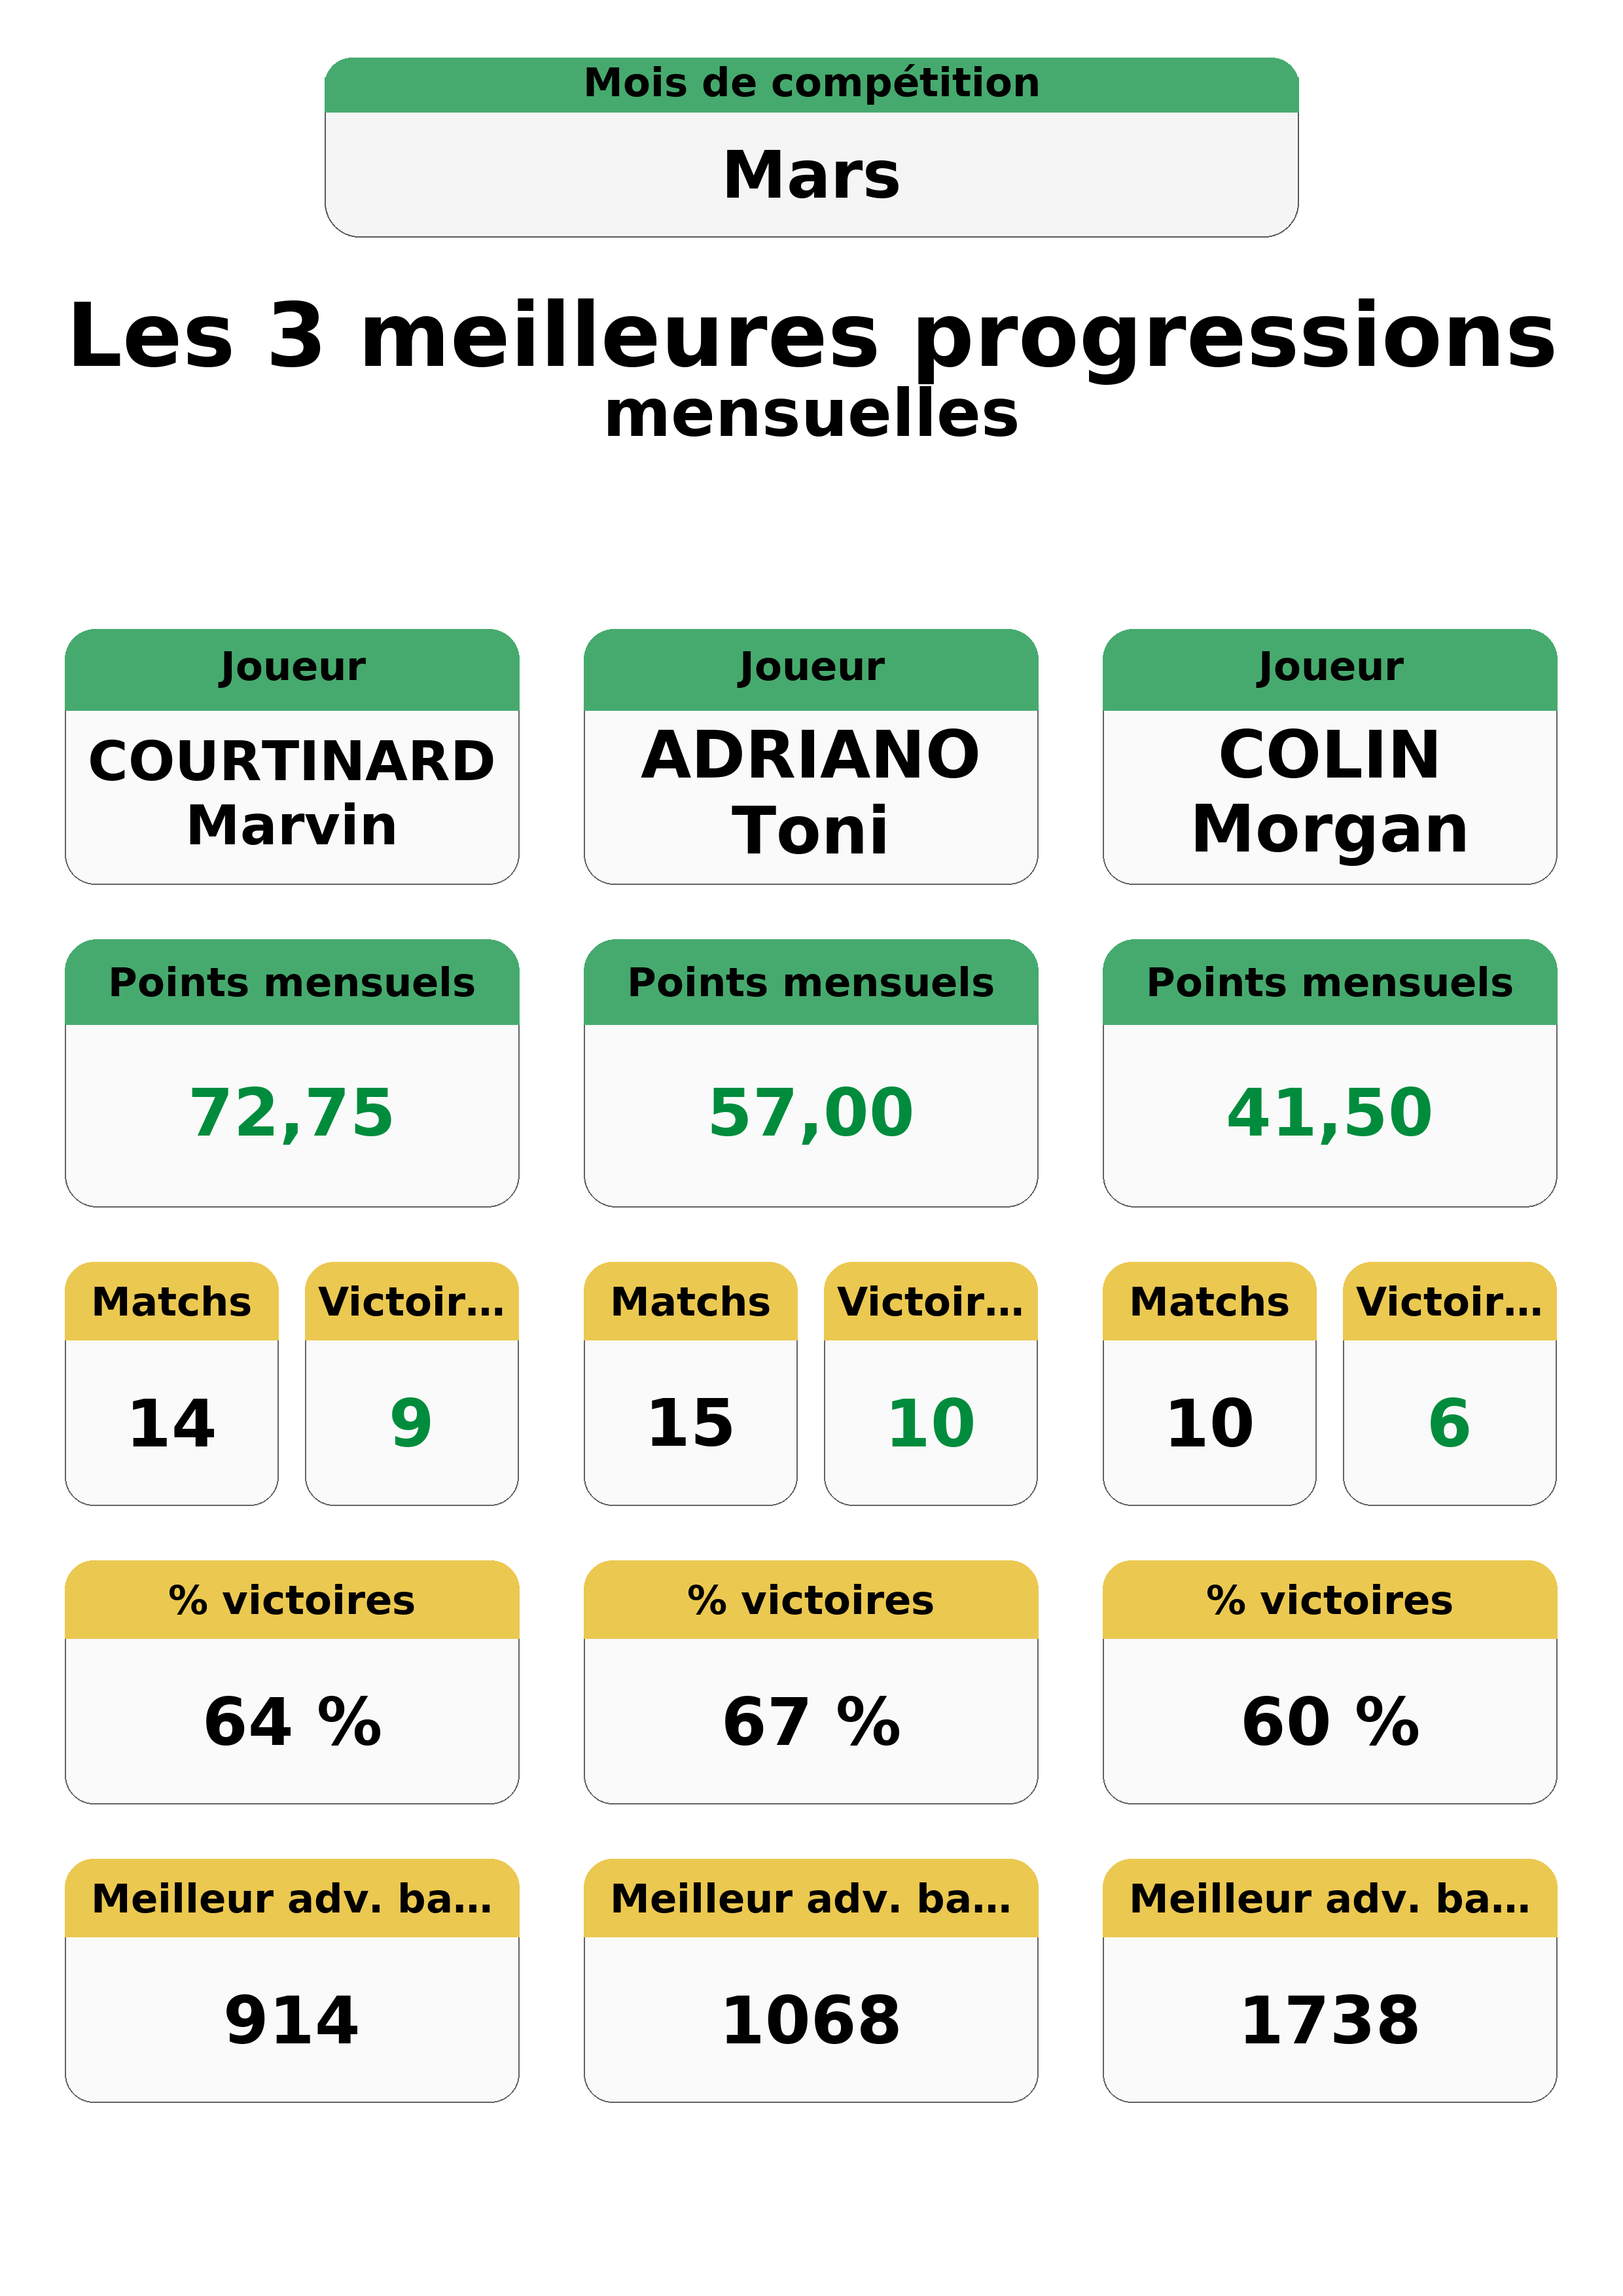 Mois de compétition
Mars
Les 3 meilleures progressions
mensuelles
Joueur
COURTINARD
Marvin
Joueur
ADRIANO
Toni
Joueur
COLIN
Morgan
Points mensuels
72,75
Points mensuels
57,00
Points mensuels
41,50
Matchs
14
Victoir...
9
Matchs
15
Victoir...
10
Matchs
10
Victoir...
6
% victoires
64 %
% victoires
67 %
% victoires
60 %
Meilleur adv. ba...
914
Meilleur adv. ba...
1068
Meilleur adv. ba...
1738